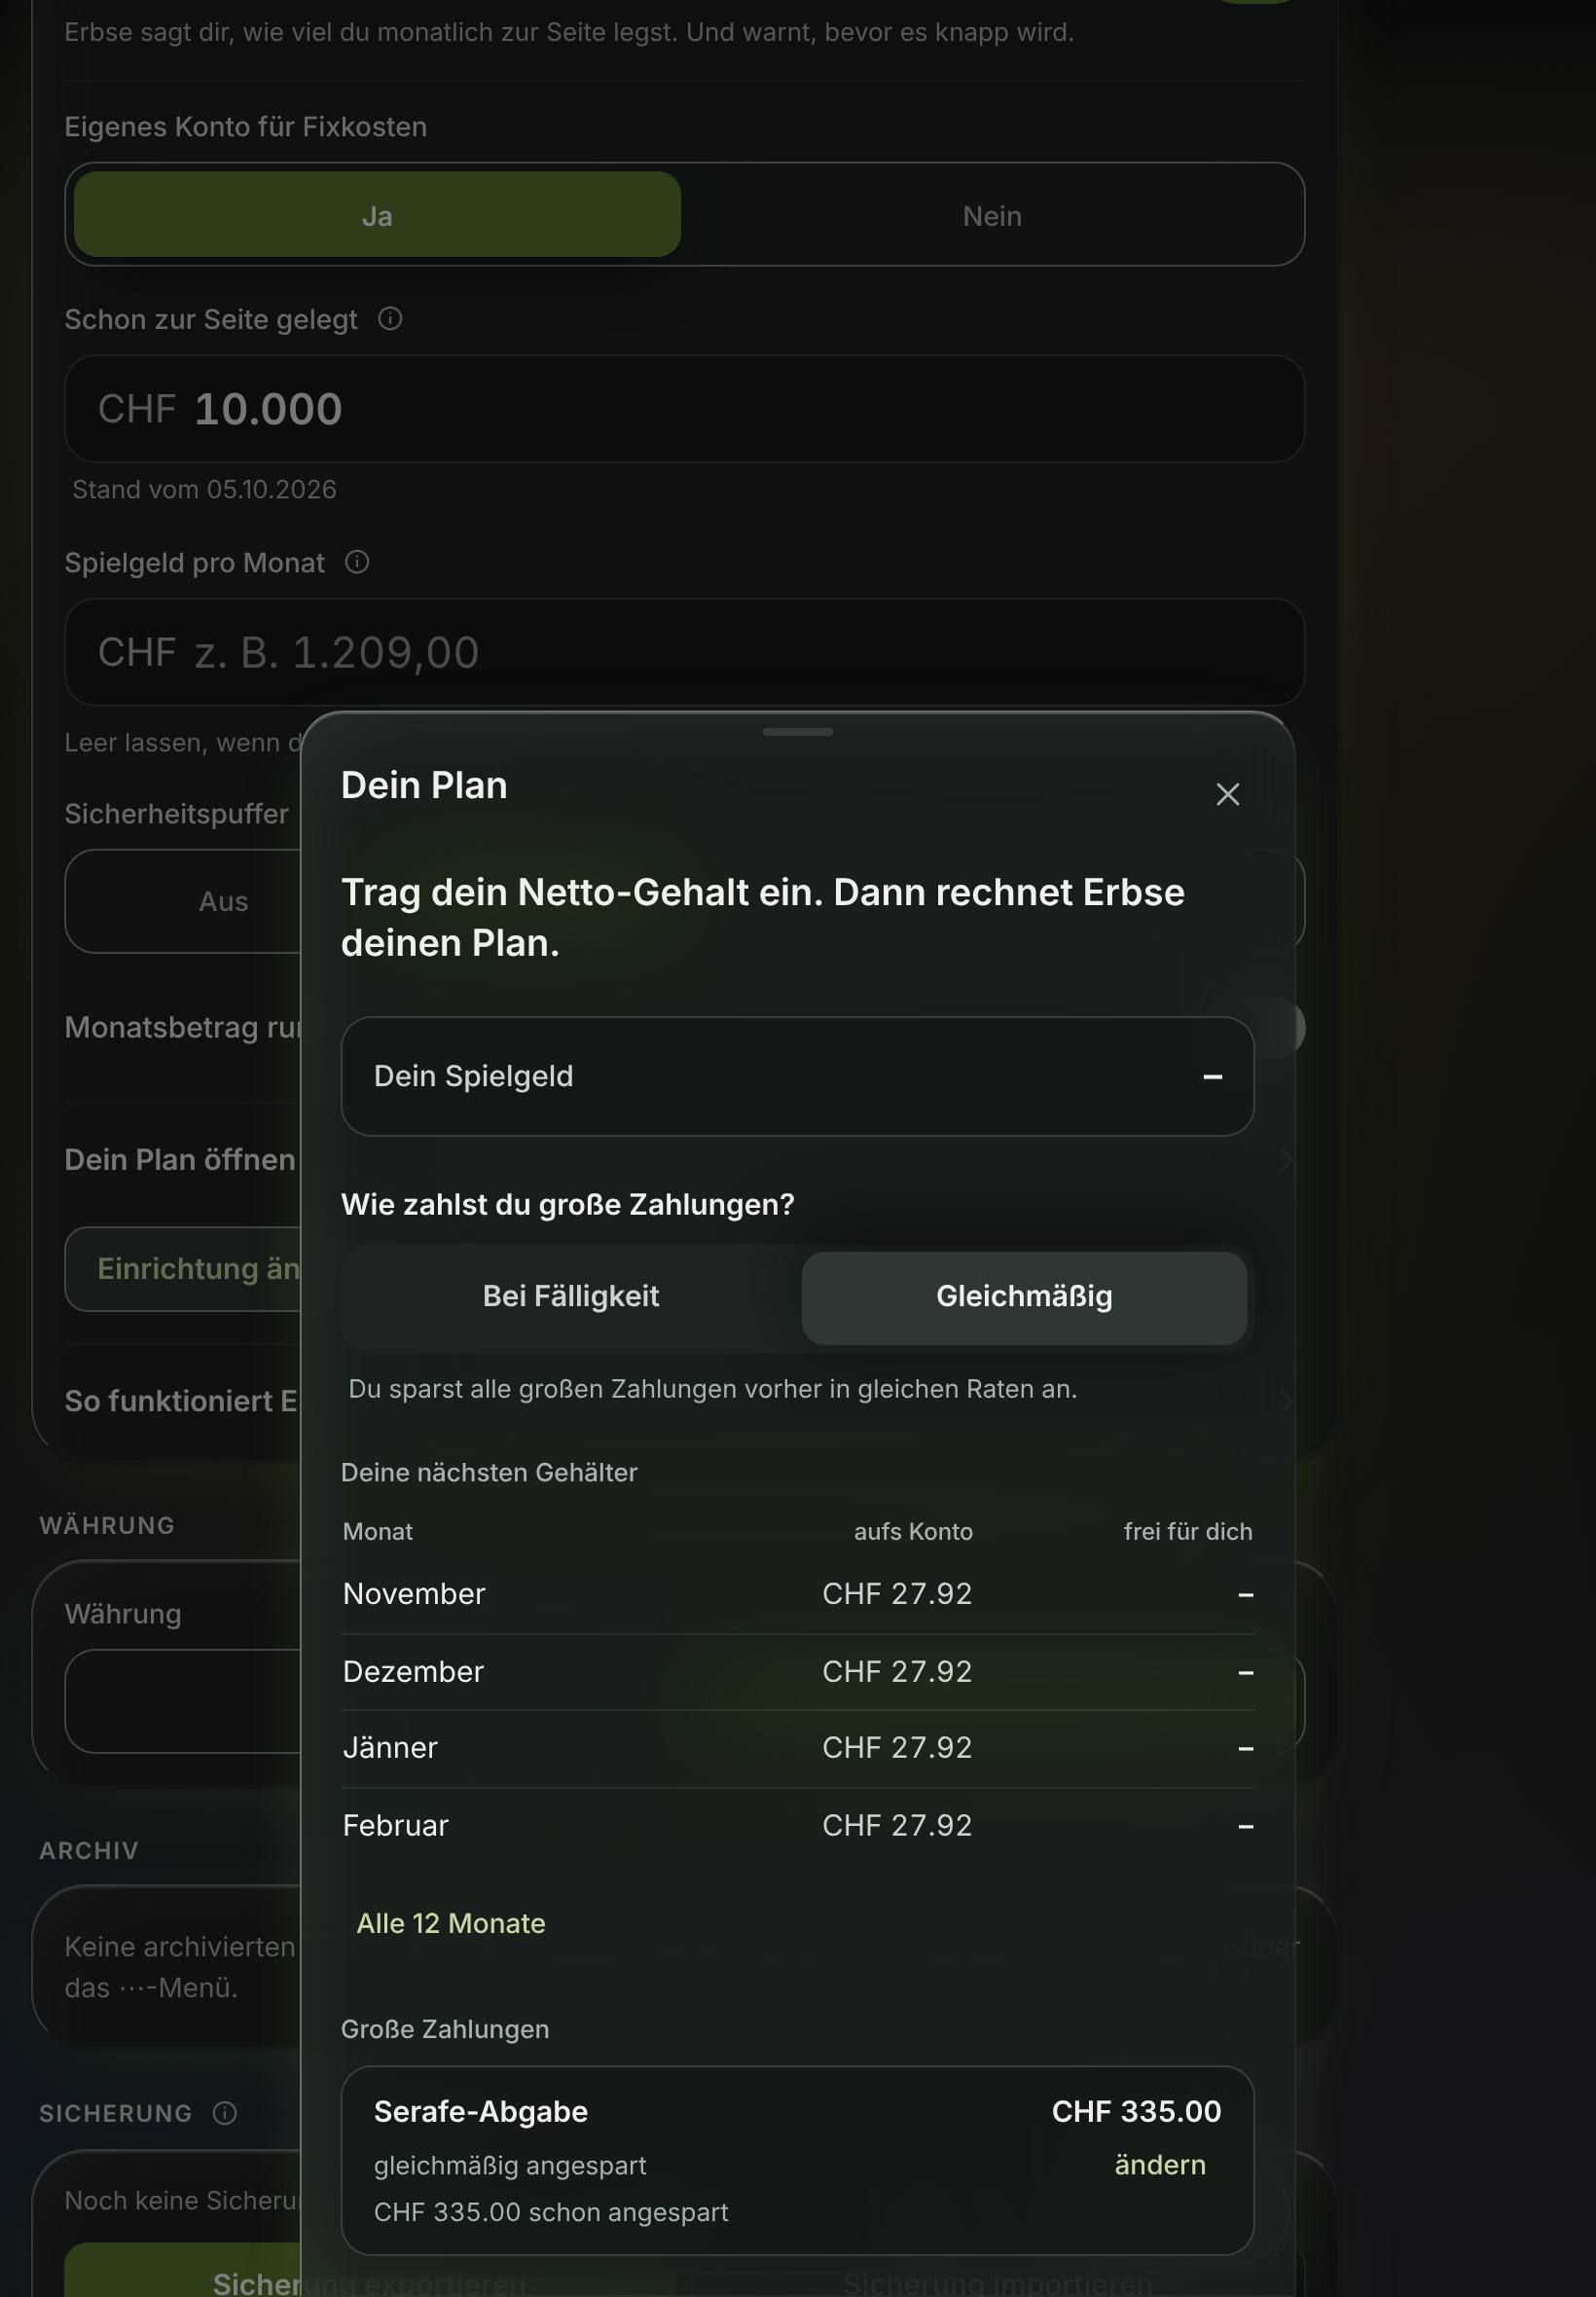 Erbse sagt dir, wie viel du monatlich zur Seite legst. Und warnt, bevor es knapp wird.
Eigenes Konto für Fixkosten
Ja
Nein
Schon zur Seite gelegt
CHF 10.000
Stand vom 05.10.2026
Spielgeld pro Monat
CHF z. B. 1.209,00
Leer lassen, wenn d
Sicherheitspuffer
Aus
Monatsbetrag ru
Dein Plan öffnen
Einrichtung än
So funktioniert E
WÄHRUNG
Währung
ARCHIV
Keine archivierten
das ···-Menü.
SICHERUNG
Noch keine Sicheru
Sicherung exportieren
Sicherung importieren
Dein Plan
Trag dein Netto-Gehalt ein. Dann rechnet Erbse
deinen Plan.
Dein Spielgeld
–
Wie zahlst du große Zahlungen?
Bei Fälligkeit
Gleichmäßig
Du sparst alle großen Zahlungen vorher in gleichen Raten an.
Deine nächsten Gehälter
Monat aufs Konto frei für dich
November CHF 27.92 –
Dezember CHF 27.92 –
Jänner CHF 27.92 –
Februar CHF 27.92 –
Alle 12 Monate
Große Zahlungen
Serafe-Abgabe CHF 335.00
gleichmäßig angespart ändern
CHF 335.00 schon angespart